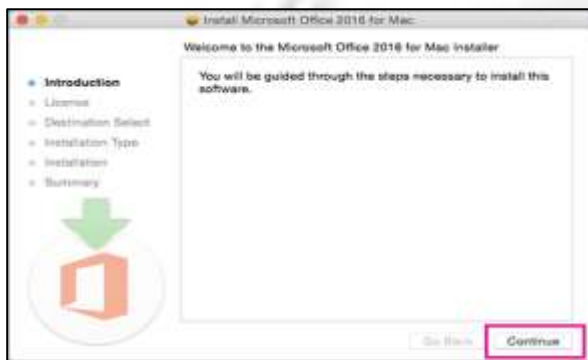 Install Microsoft Office 2016 for Mac
Welcome to the Microsoft Office 2016 for Mac Installer
Introduction
License
Destination Select
Installation Type
Installation
Summary
You will be guided through the steps necessary to install this
software.
Go Back
Continue